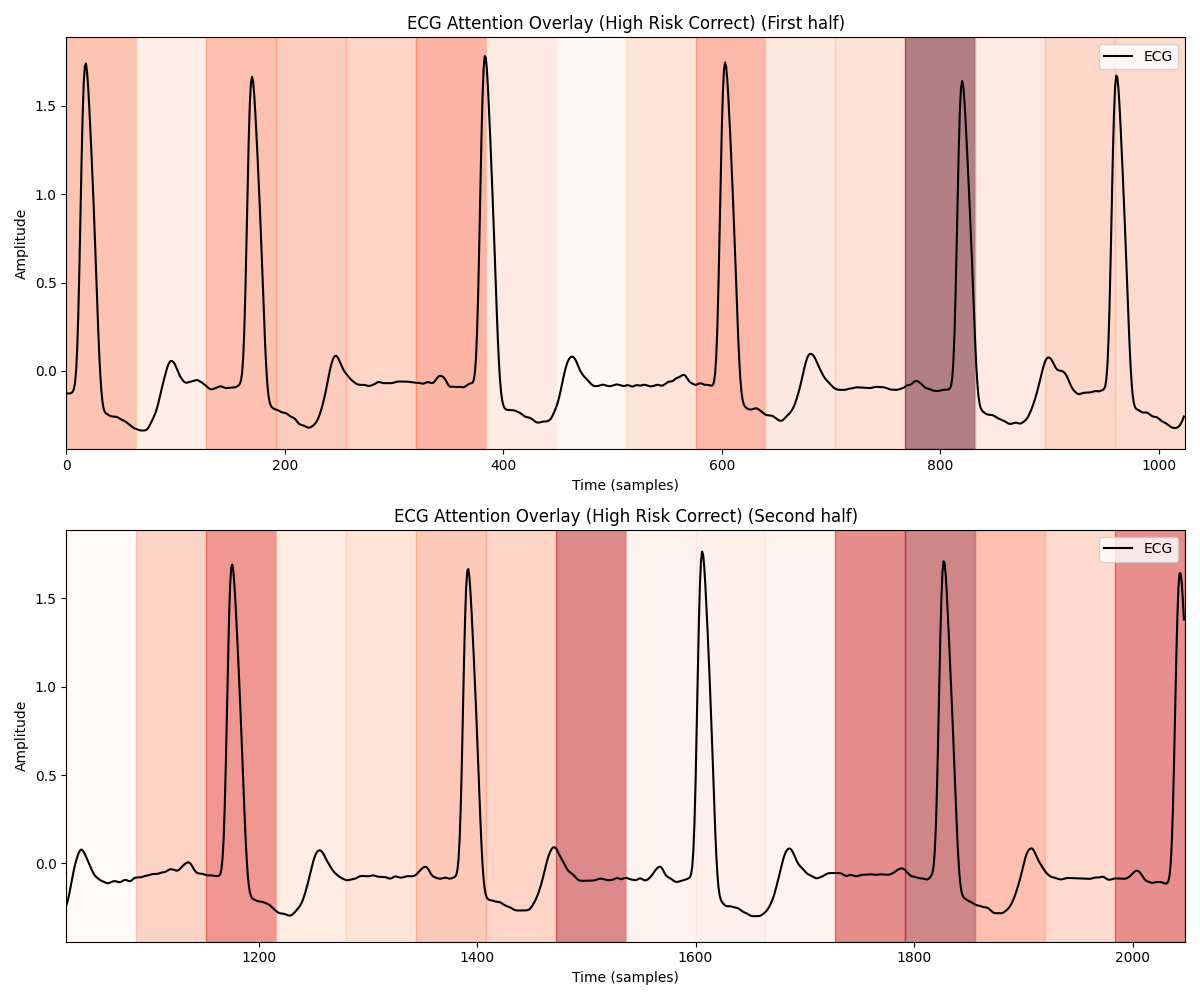 ECG Attention Overlay (High Risk Correct) (First half)
ECG
1.5
1.0
0.5
0.0
Amplitude
0 200 400 600 800 1000
Time (samples)
ECG Attention Overlay (High Risk Correct) (Second half)
ECG
1.5
1.0
0.5
0.0
Amplitude
1200 1400 1600 1800 2000
Time (samples)